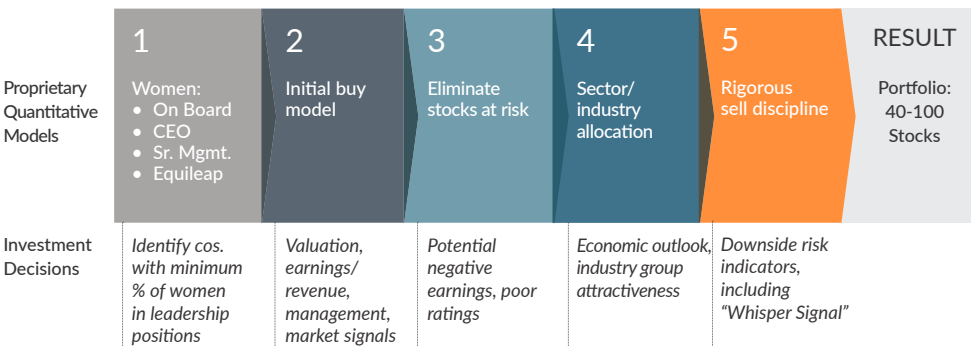 1
2
3
4
5
RESULT
Proprietary
Quantitative
Models
Women:
• On Board
• CEO
• Sr. Mgmt.
• Equileap
Initial buy
model
Eliminate
stocks at risk
Sector/
industry
allocation
Rigorous
sell discipline
Portfolio:
40-100
Stocks
Investment
Decisions
Identify cos.
with minimum
% of women
in leadership
positions
Valuation,
earnings/
revenue,
management,
market signals
Potential
negative
earnings, poor
ratings
Economic outlook,
industry group
attractiveness
Downside risk
indicators,
including
“Whisper Signal”